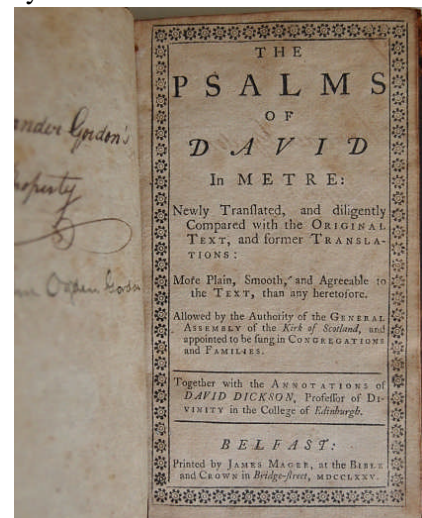 THE
PSALMS
OF
DAVID
In METRE:
Newly Tranſlated, and diligently
Compared with the ORIGINAL
TEXT, and former TRANSLA-
TIONS:
More Plain, Smooth, and Agreeable to
the TEXT, than any heretofore.
Allowed by the Authority of the GENERAL
ASSEMBLY of the Kirk of Scotland, and
appointed to be ſung in CONGREGATIONS
and FAMILIES.
Together with the ANNOTATIONS of
DAVID DICKSON, Profeſſor of DI-
VINITY in the College of Edinburgh.
BELFAST:
Printed by JAMES MAGEE, at the BIBLE
and CROWN in Bridge-ſtreet, MDCCLXXV.
Gordon's
Property
Ogden Gordon